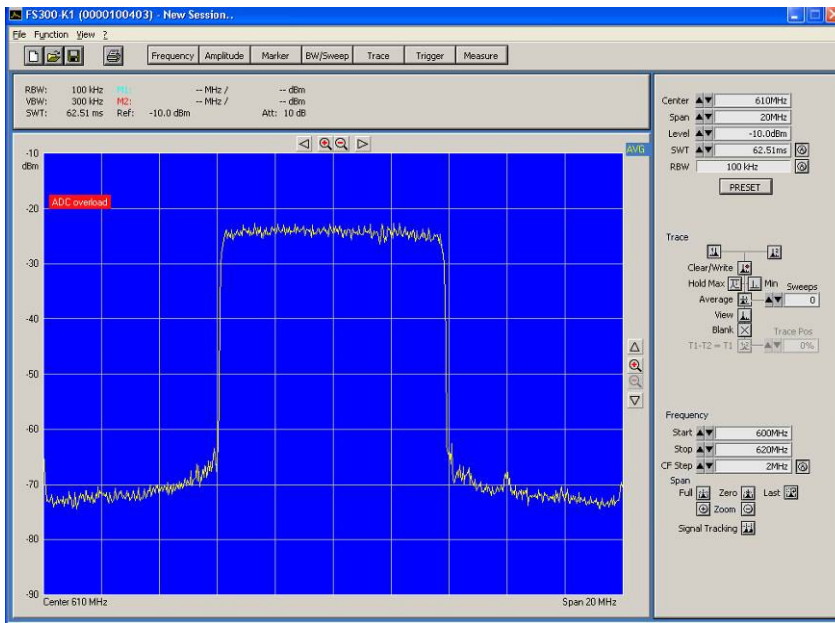 FS300-K1 (0000100403) - New Session..
File Function View ?
Frequency Amplitude Marker BW/Sweep Trace Trigger Measure
RBW: 100 kHz M1: -- MHz / -- dBm
VBW: 300 kHz M2: -- MHz / -- dBm
SWT: 62.51 ms Ref: -10.0 dBm Att: 10 dB
AVG
-10
dBm
ADC overload
-20
-30
-40
-50
-60
-70
-80
-90
Center 610 MHz Span 20 MHz
Center 610MHz
Span 20MHz
Level -10.0dBm
SWT 62.51ms
RBW 100 kHz
PRESET
Trace
Clear/Write
Hold Max Min Sweeps
Average 0
View
Blank Trace Pos
T1-T2 = T1 0%
Frequency
Start 600MHz
Stop 620MHz
CF Step 2MHz
Span
Full Zero Last
Zoom
Signal Tracking